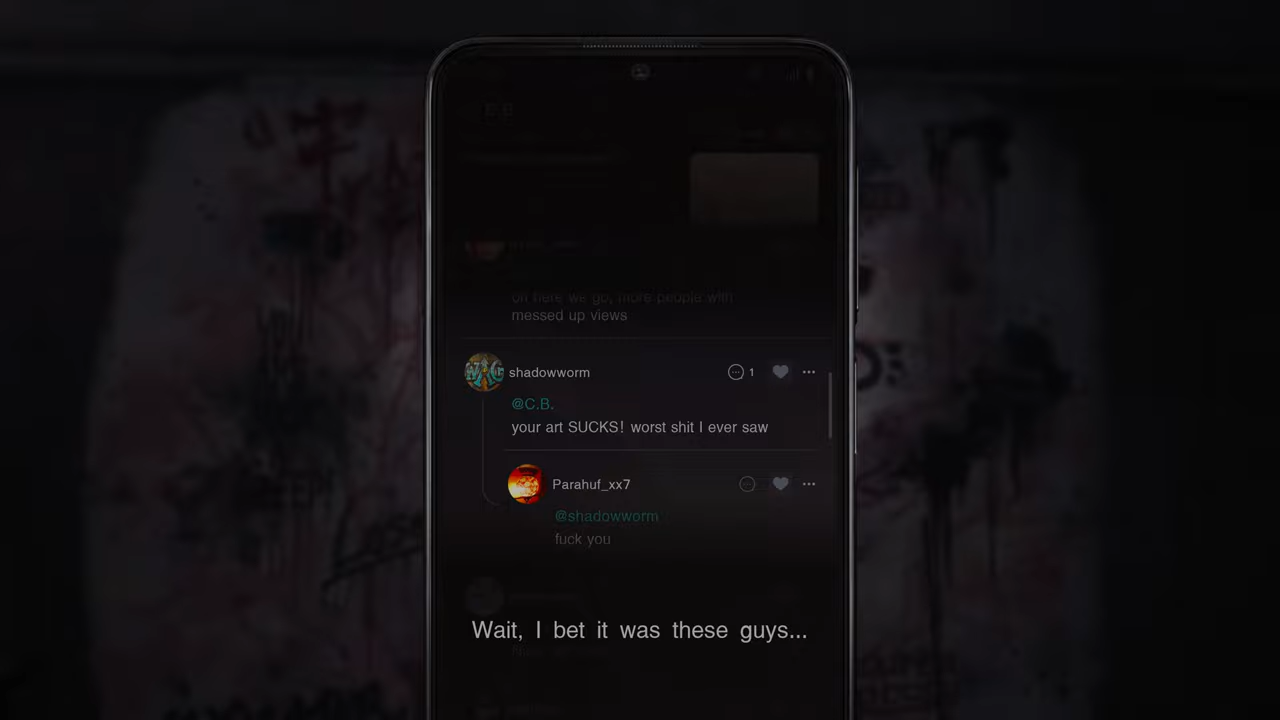 oh here we go, more people with
messed up views
shadowworm
1
@C.B.
your art SUCKS! worst shit I ever saw
Parahuf_xx7
@shadowworm
fuck you
Wait, I bet it was these guys...